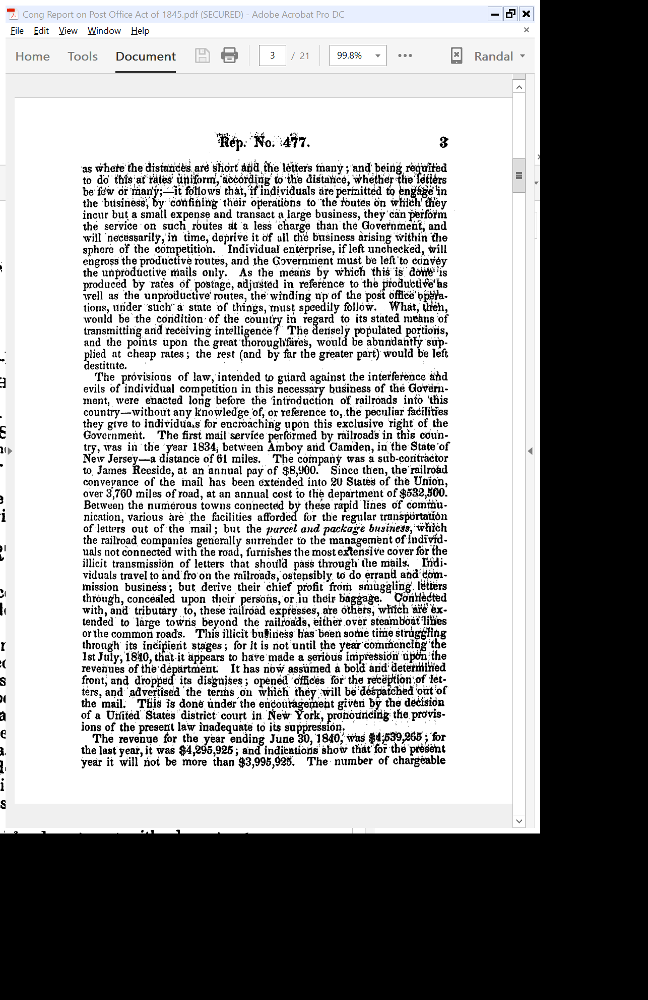 Cong Report on Post Office Act of 1845.pdf (SECURED) - Adobe Acrobat Pro DC
File Edit View Window Help
Home Tools Document 3 / 21 99.8% Randal
Rep. No. 477. 3
as where the distances are short and the letters many; and being required
to do this at rates uniform, according to the distance, whether the letters
be few or many;—it follows that, if individuals are permitted to engage in
the business, by confining their operations to the routes on which they
incur but a small expense and transact a large business, they can perform
the service on such routes at a less charge than the Government, and
will necessarily, in time, deprive it of all the business arising within the
sphere of the competition. Individual enterprise, if left unchecked, will
engross the productive routes, and the Government must be left to convey
the unproductive mails only. As the means by which this is done is
produced by rates of postage, adjusted in reference to the productive as
well as the unproductive routes, the winding up of the post office opera-
tions, under such a state of things, must speedily follow. What, then,
would be the condition of the country in regard to its stated means of
transmitting and receiving intelligence? The densely populated portions,
and the points upon the great thoroughfares, would be abundantly sup-
plied at cheap rates; the rest (and by far the greater part) would be left
destitute.
The provisions of law, intended to guard against the interference and
evils of individual competition in this necessary business of the Govern-
ment, were enacted long before the introduction of railroads into this
country—without any knowledge of, or reference to, the peculiar facilities
they give to individuals for encroaching upon this exclusive right of the
Government. The first mail service performed by railroads in this coun-
try, was in the year 1834, between Amboy and Camden, in the State of
New Jersey—a distance of 61 miles. The company was a sub-contractor
to James Reeside, at an annual pay of $8,900. Since then, the railroad
conveyance of the mail has been extended into 20 States of the Union,
over 3,760 miles of road, at an annual cost to the department of $532,500.
Between the numerous towns connected by these rapid lines of commu-
nication, various are the facilities afforded for the regular transportation
of letters out of the mail; but the parcel and package business, which
the railroad companies generally surrender to the management of individ-
uals not connected with the road, furnishes the most extensive cover for the
illicit transmission of letters that should pass through the mails. Indi-
viduals travel to and fro on the railroads, ostensibly to do errand and com-
mission business; but derive their chief profit from smuggling letters
through, concealed upon their persons, or in their baggage. Connected
with, and tributary to, these railroad expresses, are others, which are ex-
tended to large towns beyond the railroads, either over steamboat lines
or the common roads. This illicit business has been some time struggling
through its incipient stages; for it is not until the year commencing the
1st July, 1840, that it appears to have made a serious impression upon the
revenues of the department. It has now assumed a bold and determined
front, and dropped its disguises; opened offices for the reception of let-
ters, and advertised the terms on which they will be despatched out of
the mail. This is done under the encouragement given by the decision
of a United States district court in New York, pronouncing the provis-
ions of the present law inadequate to its suppression.
The revenue for the year ending June 30, 1840, was $4,539,265; for
the last year, it was $4,295,925; and indications show that for the present
year it will not be more than $3,995,925. The number of chargeable